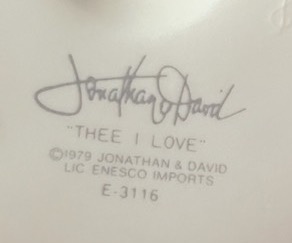 Jonathan & David
"THEE I LOVE"
©1979 JONATHAN & DAVID
LIC ENESCO IMPORTS
E-3116